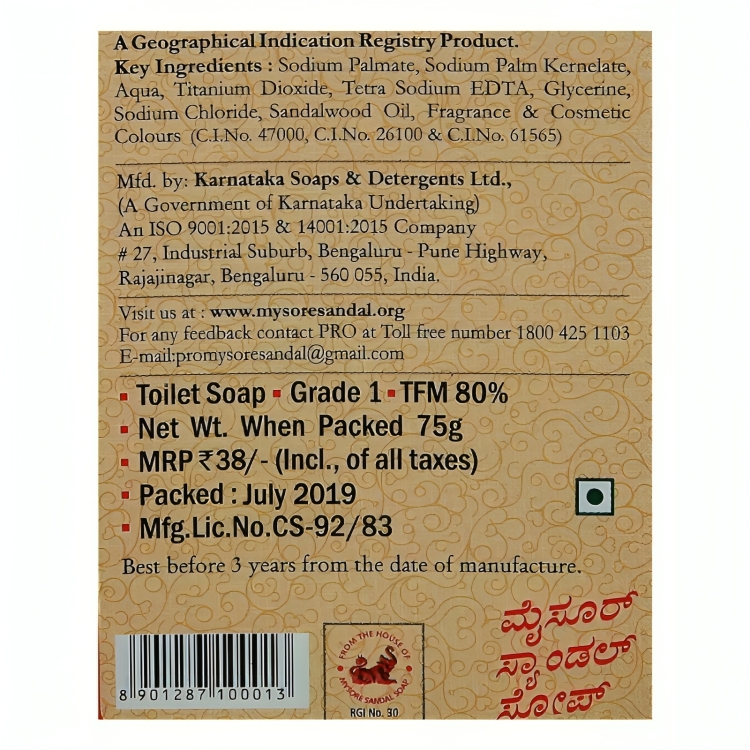 A Geographical Indication Registry Product.
Key Ingredients : Sodium Palmate, Sodium Palm Kernelate,
Aqua, Titanium Dioxide, Tetra Sodium EDTA, Glycerine,
Sodium Chloride, Sandalwood Oil, Fragrance & Cosmetic
Colours (C.I.No. 47000, C.I.No. 26100 & C.I.No. 61565)
Mfd. by: Karnataka Soaps & Detergents Ltd.,
(A Government of Karnataka Undertaking)
An ISO 9001:2015 & 14001:2015 Company
# 27, Industrial Suburb, Bengaluru - Pune Highway,
Rajajinagar, Bengaluru - 560 055, India.
Visit us at : www.mysoresandal.org
For any feedback contact PRO at Toll free number 1800 425 1103
E-mail:promysoresandal@gmail.com
▪ Toilet Soap ▪ Grade 1 ▪ TFM 80%
▪ Net Wt. When Packed 75g
▪ MRP ₹38/- (Incl., of all taxes)
▪ Packed : July 2019
▪ Mfg.Lic.No.CS-92/83
Best before 3 years from the date of manufacture.
ಮೈಸೂರ್
ಸ್ಯಾಂಡಲ್
ಸೋಪ್
FROM THE HOUSE OF
MYSORE SANDAL SOAP
RGI No. 30
8 901287 100013